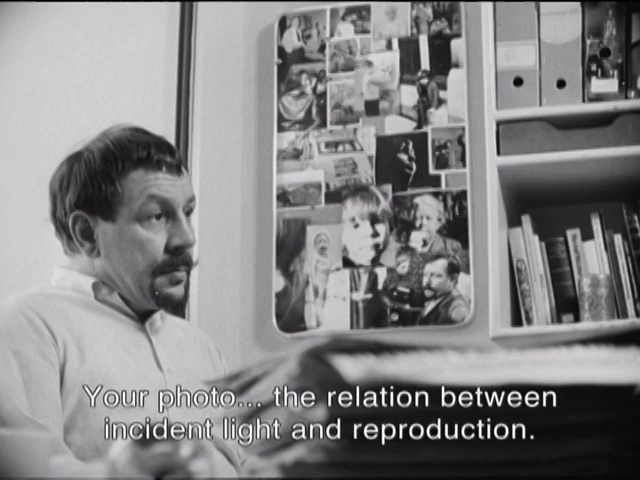 Your photo... the relation between
incident light and reproduction.